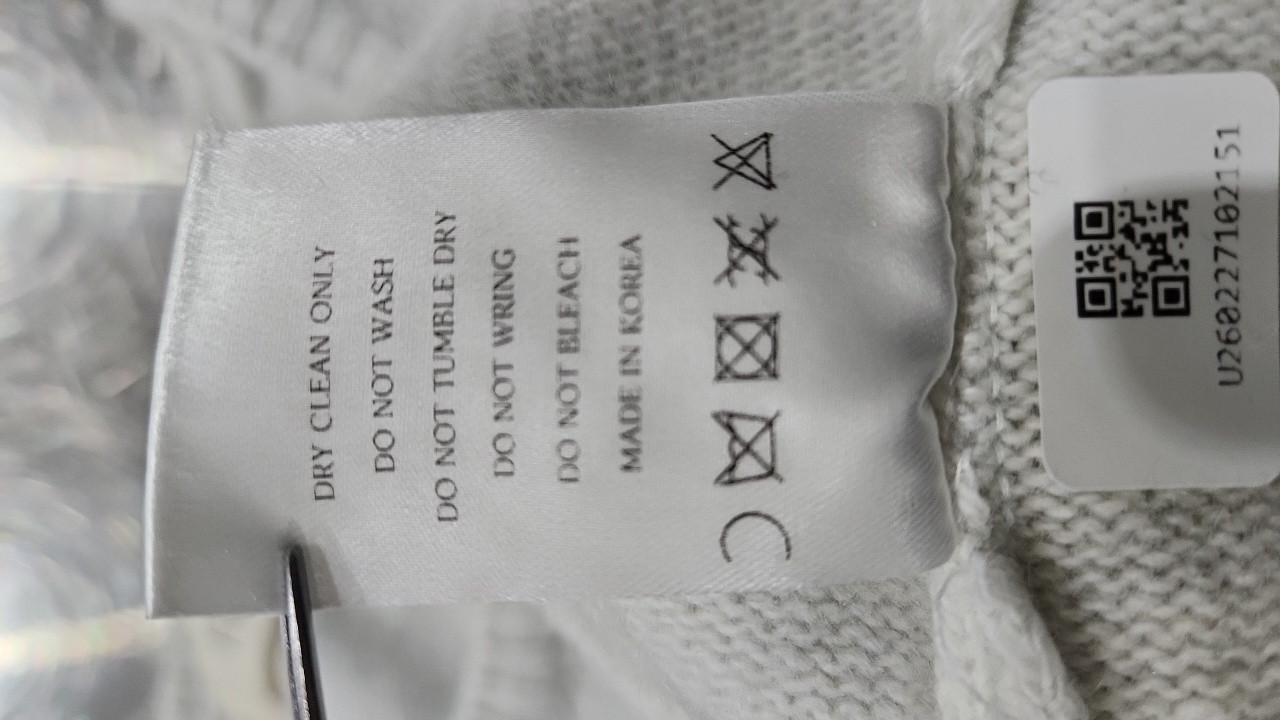 DRY CLEAN ONLY
DO NOT WASH
DO NOT TUMBLE DRY
DO NOT WRING
DO NOT BLEACH
MADE IN KOREA
U260227102151